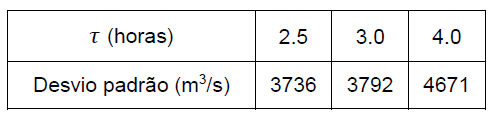 τ (horas) 2.5 3.0 4.0
Desvio padrão (m³/s) 3736 3792 4671